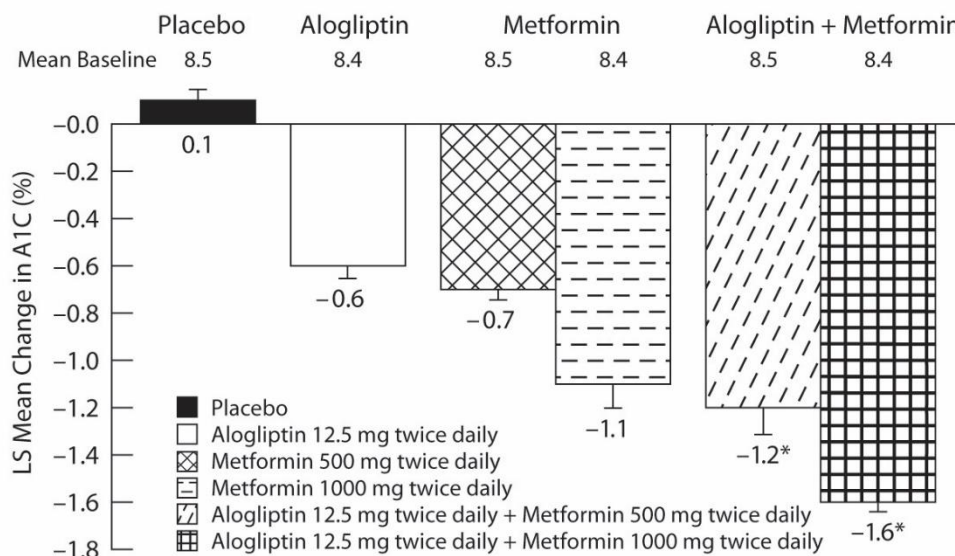 Placebo Alogliptin Metformin Alogliptin + Metformin
Mean Baseline 8.5 8.4 8.5 8.4 8.5 8.4
LS Mean Change in A1C (%)
−0.0
−0.2
−0.4
−0.6
−0.8
−1.0
−1.2
−1.4
−1.6
−1.8
0.1
−0.6
−0.7
−1.1
−1.2*
−1.6*
Placebo
Alogliptin 12.5 mg twice daily
Metformin 500 mg twice daily
Metformin 1000 mg twice daily
Alogliptin 12.5 mg twice daily + Metformin 500 mg twice daily
Alogliptin 12.5 mg twice daily + Metformin 1000 mg twice daily